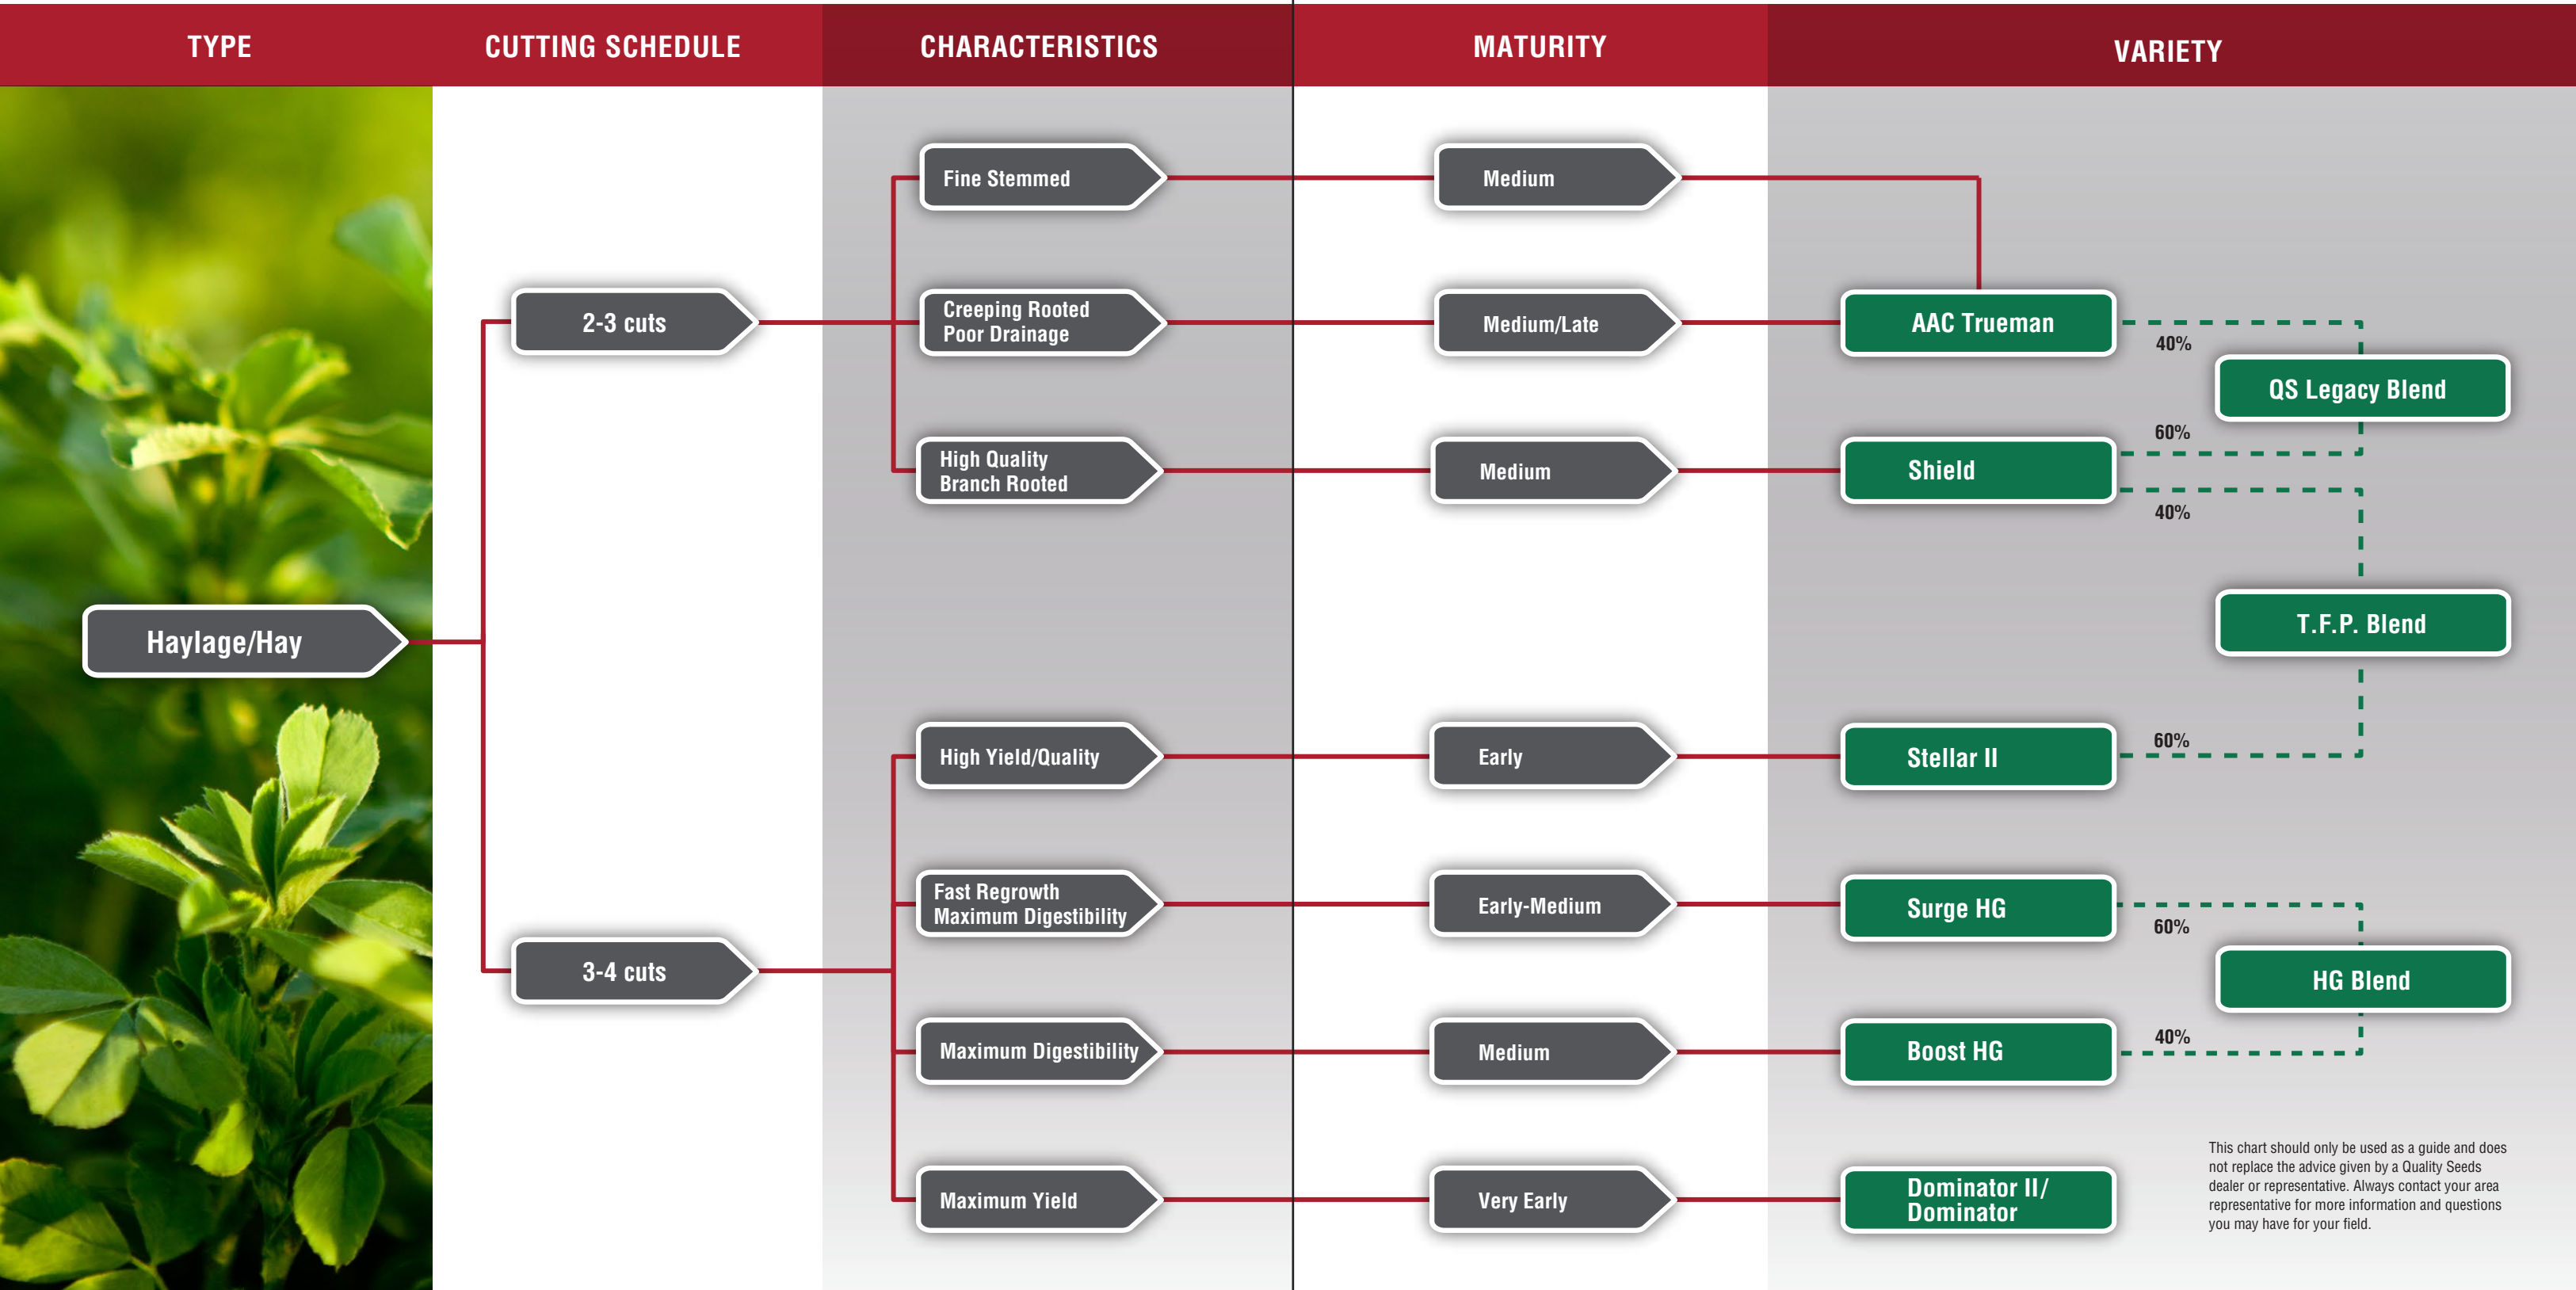 TYPE
CUTTING SCHEDULE
CHARACTERISTICS
MATURITY
VARIETY
Fine Stemmed
Medium
2-3 cuts
Creeping Rooted
Poor Drainage
Medium/Late
AAC Trueman
40%
QS Legacy Blend
60%
High Quality
Branch Rooted
Medium
Shield
40%
T.F.P. Blend
Haylage/Hay
High Yield/Quality
Early
Stellar II
60%
Fast Regrowth
Maximum Digestibility
Early-Medium
Surge HG
60%
3-4 cuts
HG Blend
40%
Maximum Digestibility
Medium
Boost HG
Maximum Yield
Very Early
Dominator II/
Dominator
This chart should only be used as a guide and does
not replace the advice given by a Quality Seeds
dealer or representative. Always contact your area
representative for more information and questions
you may have for your field.